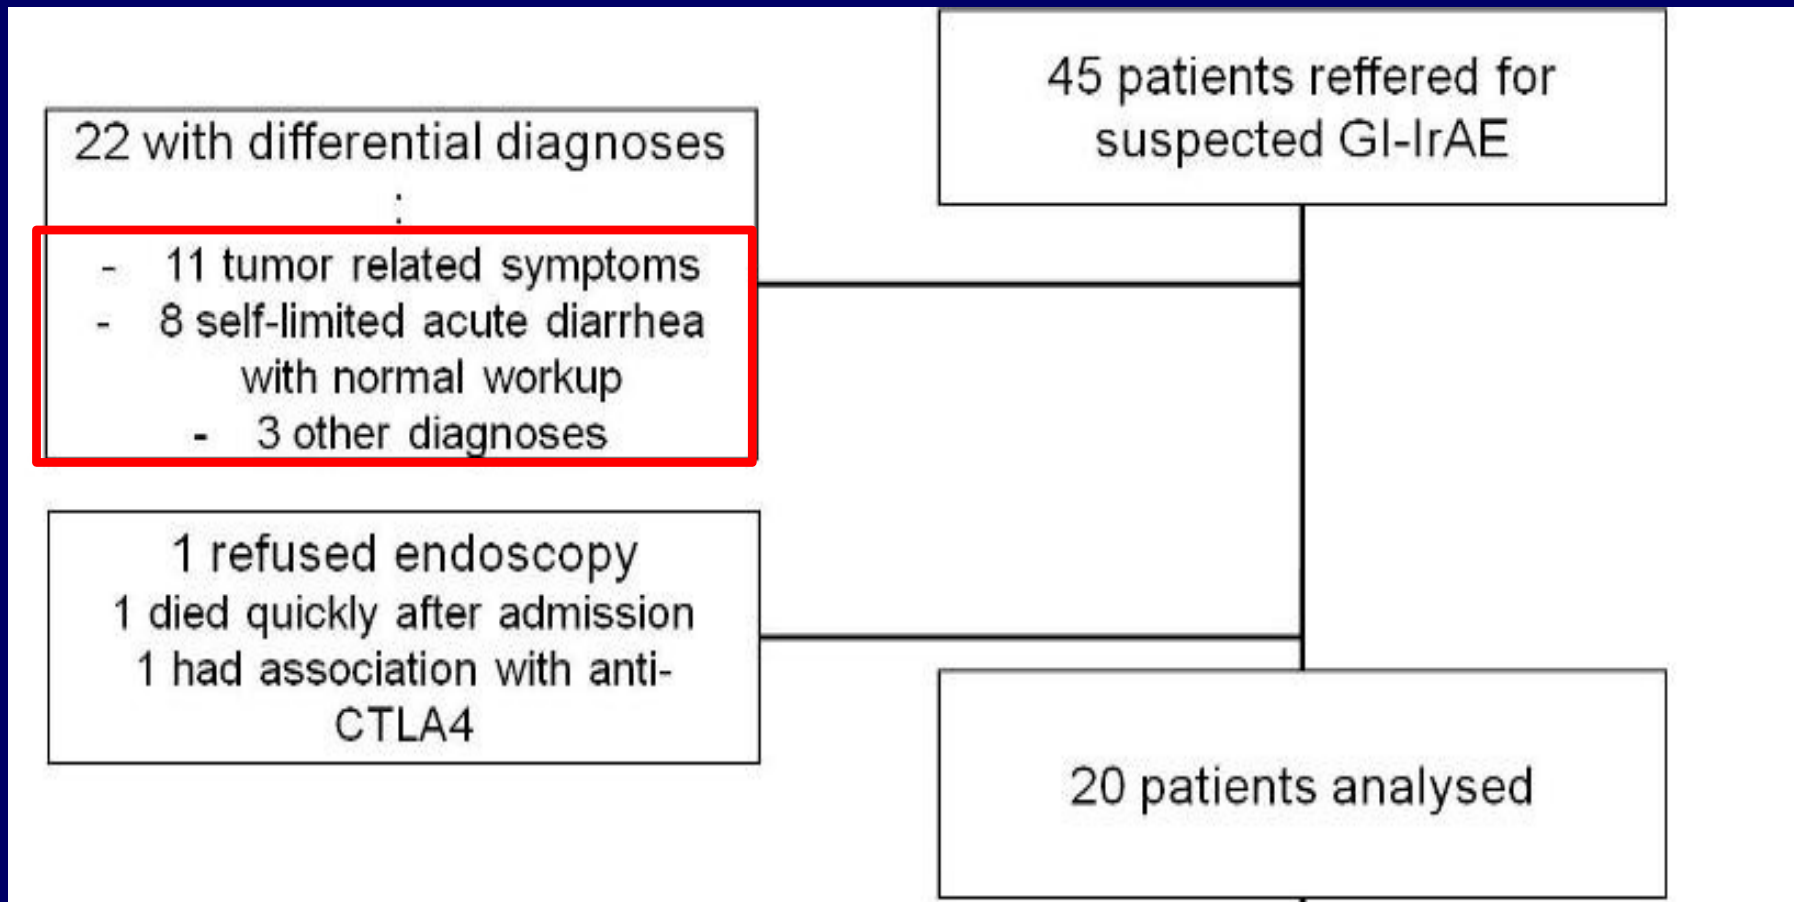 45 patients reffered for
suspected GI-IrAE
22 with differential diagnoses
:
- 11 tumor related symptoms
- 8 self-limited acute diarrhea
with normal workup
- 3 other diagnoses
1 refused endoscopy
1 died quickly after admission
1 had association with anti-
CTLA4
20 patients analysed